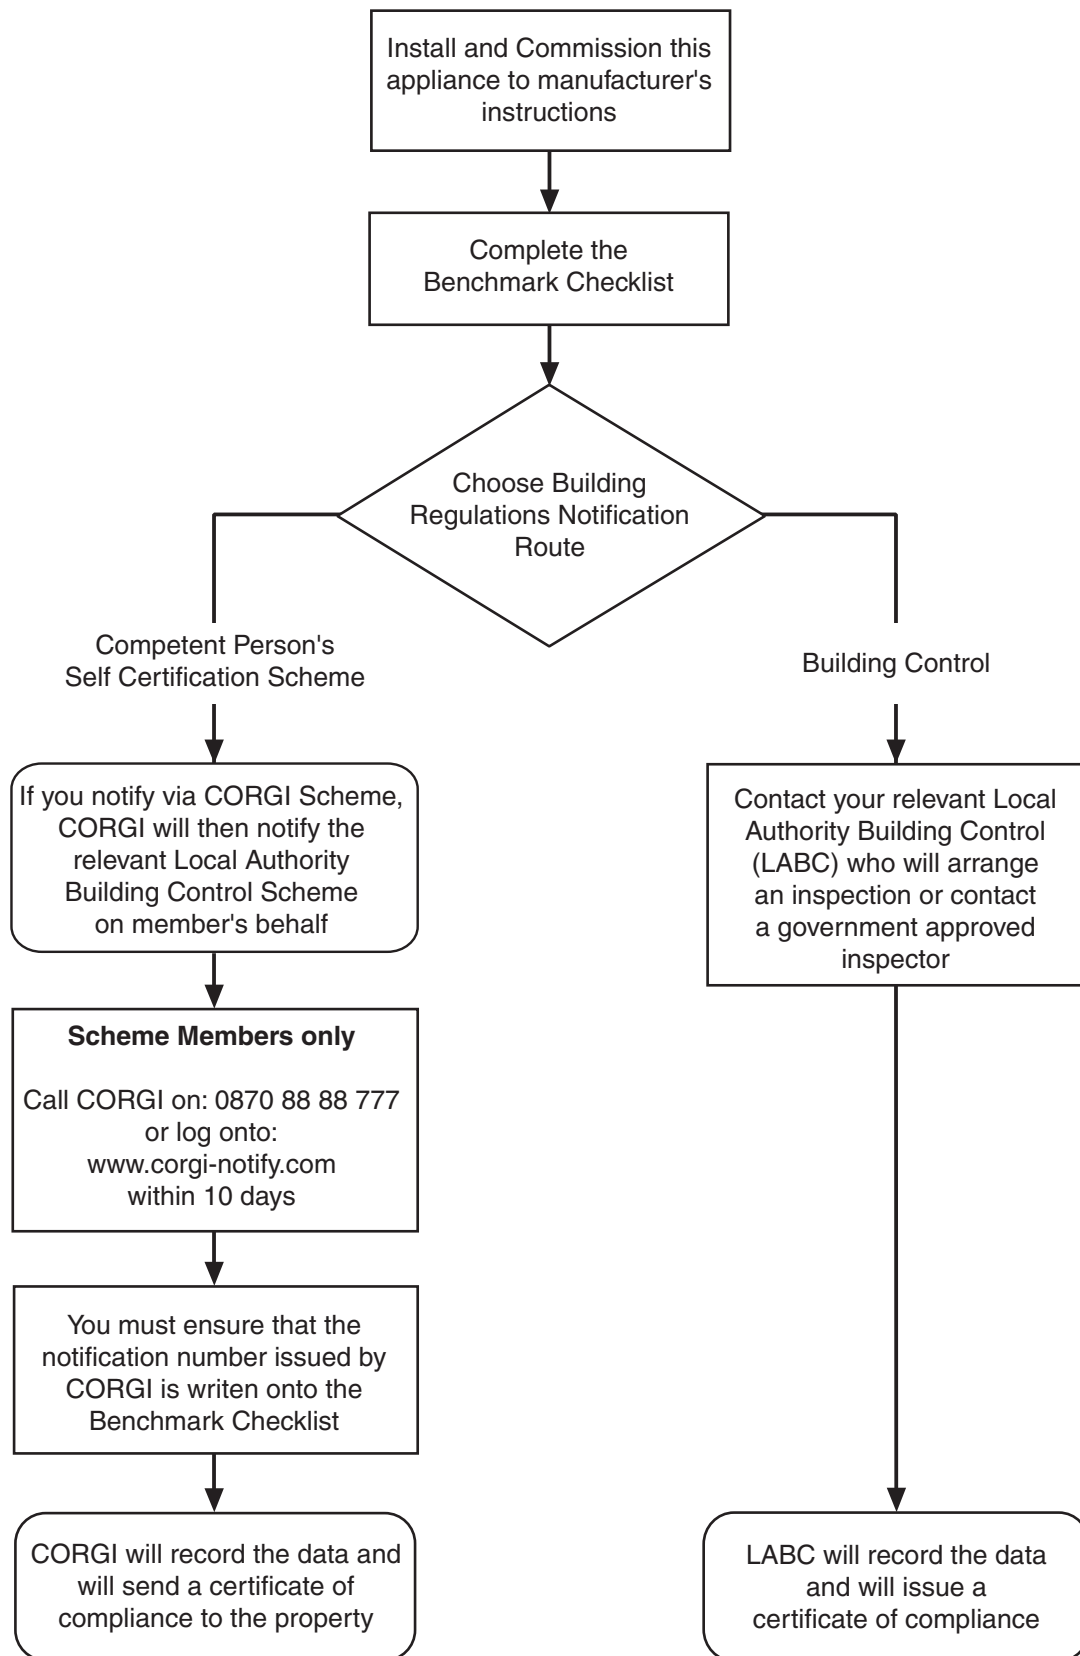 Install and Commission this
appliance to manufacturer's
instructions
Complete the
Benchmark Checklist
Choose Building
Regulations Notification
Route
Competent Person's
Self Certification Scheme
If you notify via CORGI Scheme,
CORGI will then notify the
relevant Local Authority
Building Control Scheme
on member's behalf
Scheme Members only
Call CORGI on: 0870 88 88 777
or log onto:
www.corgi-notify.com
within 10 days
You must ensure that the
notification number issued by
CORGI is writen onto the
Benchmark Checklist
CORGI will record the data and
will send a certificate of
compliance to the property
Building Control
Contact your relevant Local
Authority Building Control
(LABC) who will arrange
an inspection or contact
a government approved
inspector
LABC will record the data
and will issue a
certificate of compliance